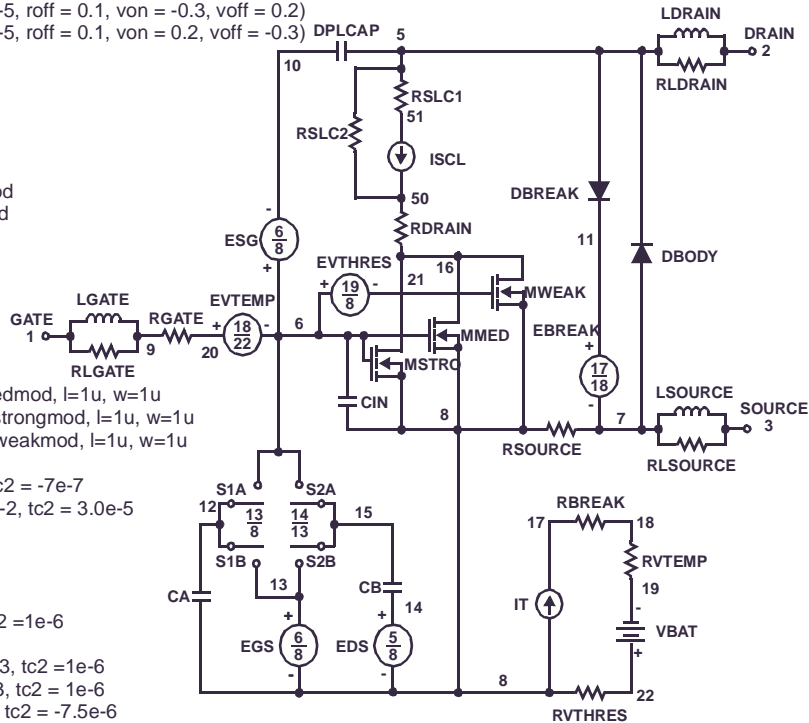 -5, roff = 0.1, von = -0.3, voff = 0.2)
-5, roff = 0.1, von = 0.2, voff = -0.3)
DPLCAP
5
10
LDRAIN
DRAIN
2
RLDRAIN
RSLC1
51
RSLC2
ISCL
50
RDRAIN
DBREAK
11
DBODY
od
d
-
ESG
6
8
+
EVTHRES
+
19
8
-
21
16
MWEAK
EBREAK
+
17
18
-
MMED
MSTRO
GATE
1
LGATE
RLGATE
9
RGATE
20
EVTEMP
+
18
22
-
6
CIN
8
7
RSOURCE
LSOURCE
SOURCE
3
RLSOURCE
edmod, l=1u, w=1u
strongmod, l=1u, w=1u
weakmod, l=1u, w=1u
c2 = -7e-7
-2, tc2 = 3.0e-5
S1A
S2A
12
13
8
14
13
15
S1B
S2B
13
CA
CB
14
+
EGS
6
8
-
+
EDS
5
8
-
RBREAK
17
18
RVTEMP
19
IT
-
VBAT
+
8
22
RVTHRES
2 =1e-6
3, tc2 =1e-6
3, tc2 = 1e-6
tc2 = -7.5e-6